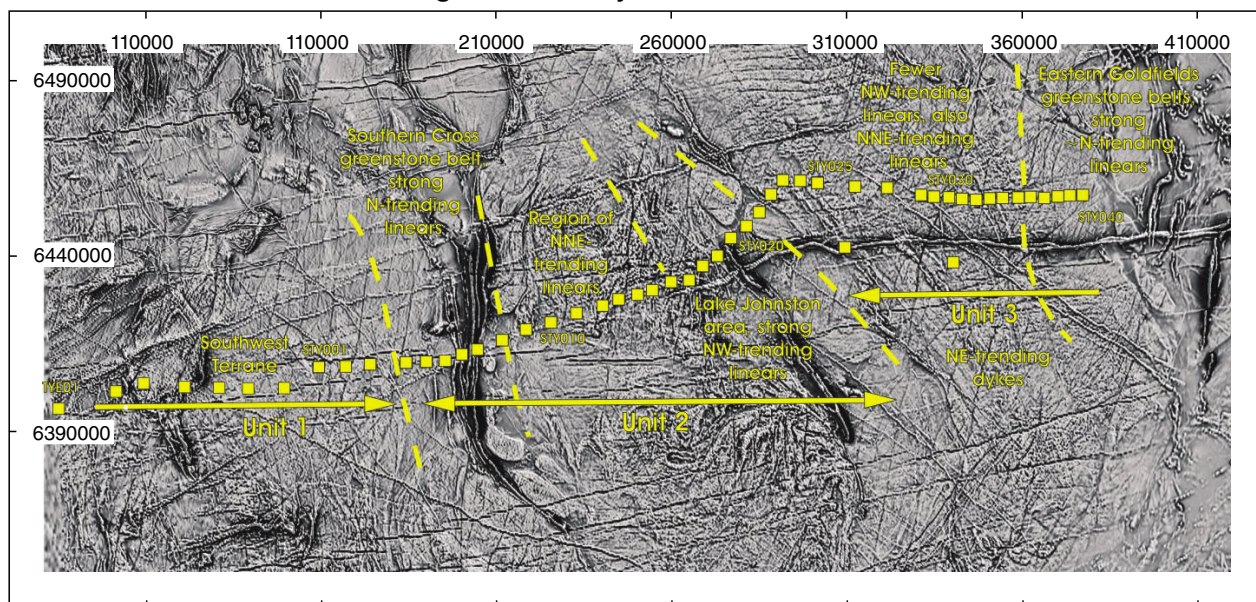 110000
110000
210000
260000
310000
360000
410000
6490000
6440000
6390000
Southern Cross
greenstone belt
strong
N-trending
linears
Region of
NNE-
trending
linears
Fewer
NW-trending
linears, also
NNE-trending
linears
Eastern Goldfields
greenstone belts,
strong
~N-trending
linears
STY025
STY030
STY040
STY020
STY010
STY001
Southwest
Terrane
TYE01
Lake Johnston
area, strong
NW-trending
linears
NE-trending
dykes
Unit 1
Unit 2
Unit 3